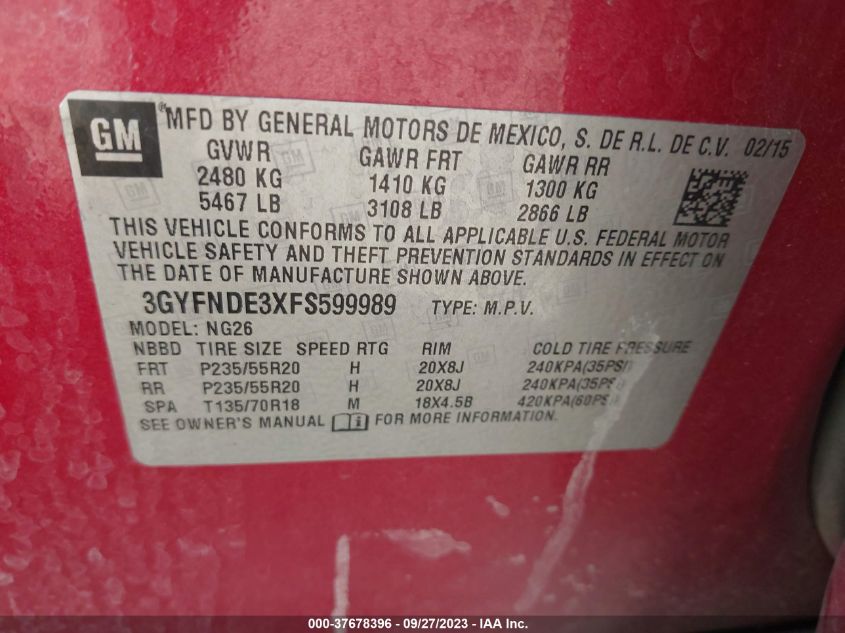 GM ®MFD BY GENERAL MOTORS DE MEXICO, S. DE R.L. DE C.V. 02/15
GVWR GAWR FRT GAWR RR
2480 KG 1410 KG 1300 KG
5467 LB 3108 LB 2866 LB
THIS VEHICLE CONFORMS TO ALL APPLICABLE U.S. FEDERAL MOTOR
VEHICLE SAFETY AND THEFT PREVENTION STANDARDS IN EFFECT ON
THE DATE OF MANUFACTURE SHOWN ABOVE.
3GYFNDE3XFS599989 TYPE: M.P.V.
MODEL: NG26
NBBD TIRE SIZE SPEED RTG RIM COLD TIRE PRESSURE
FRT P235/55R20 H 20X8J 240KPA(35PSI)
RR P235/55R20 H 20X8J 240KPA(35PSI)
SPA T135/70R18 M 18X4.5B 420KPA(60PSI)
SEE OWNER'S MANUAL FOR MORE INFORMATION.
000-37678396 / 09/27/2023 / IAA Inc.